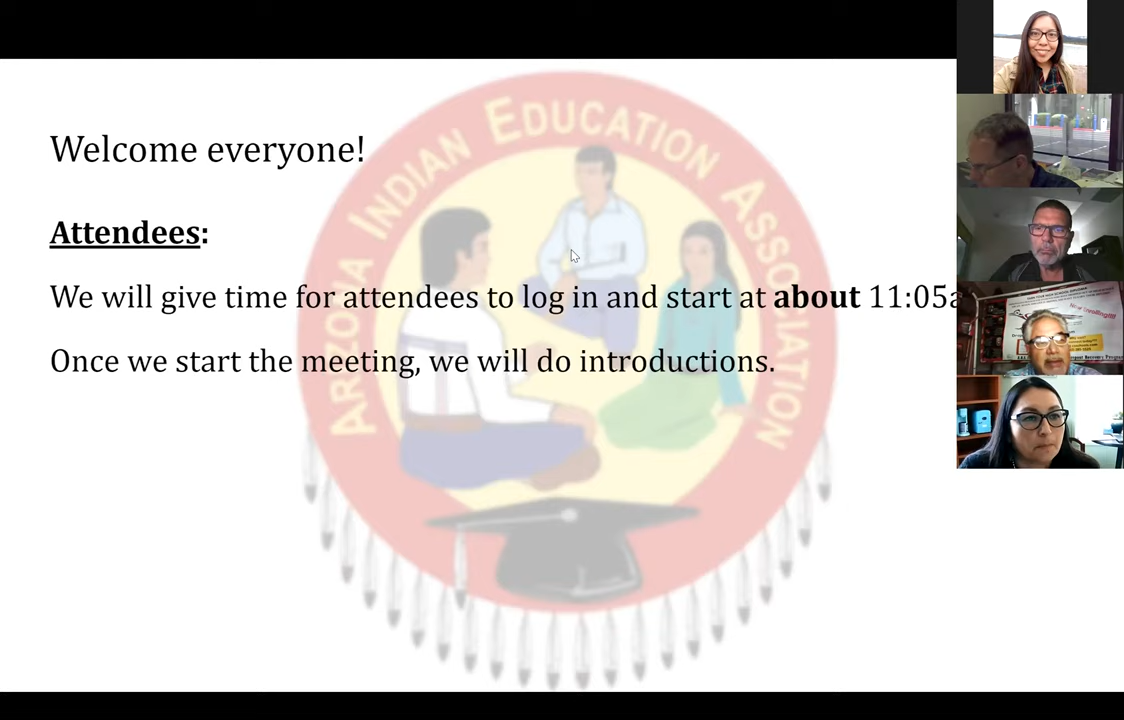 Welcome everyone!
Attendees:
We will give time for attendees to log in and start at about 11:05a
Once we start the meeting, we will do introductions.
ARIZONA INDIAN EDUCATION ASSOCIATION